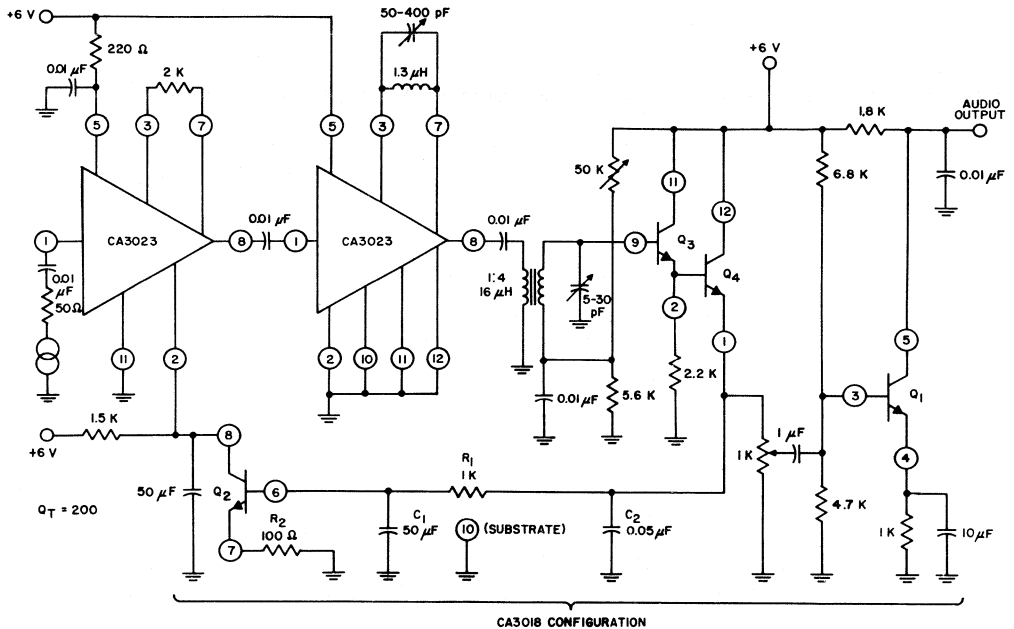 +6 V
220 Ω
0.01 µF
2 K
50-400 pF
1.3 µH
5
3
7
5
3
7
CA3023
CA3023
1
8
0.01 µF
1
8
0.01 µF
0.01 µF
50Ω
11
2
2
10
11
12
1:4
16 µH
5-30 pF
50 K
+6 V
1.8 K
AUDIO OUTPUT
0.01 µF
6.8 K
11
12
9
Q3
Q4
2
1
2.2 K
5.6 K
0.01 µF
5
3
Q1
4
1 µF
1K
4.7 K
1K
10 µF
1.5 K
+6 V
8
50 µF
Q2
6
7
R2
100 Ω
QT = 200
R1
1K
C1
50 µF
10 (SUBSTRATE)
C2
0.05 µF
CA3018 CONFIGURATION